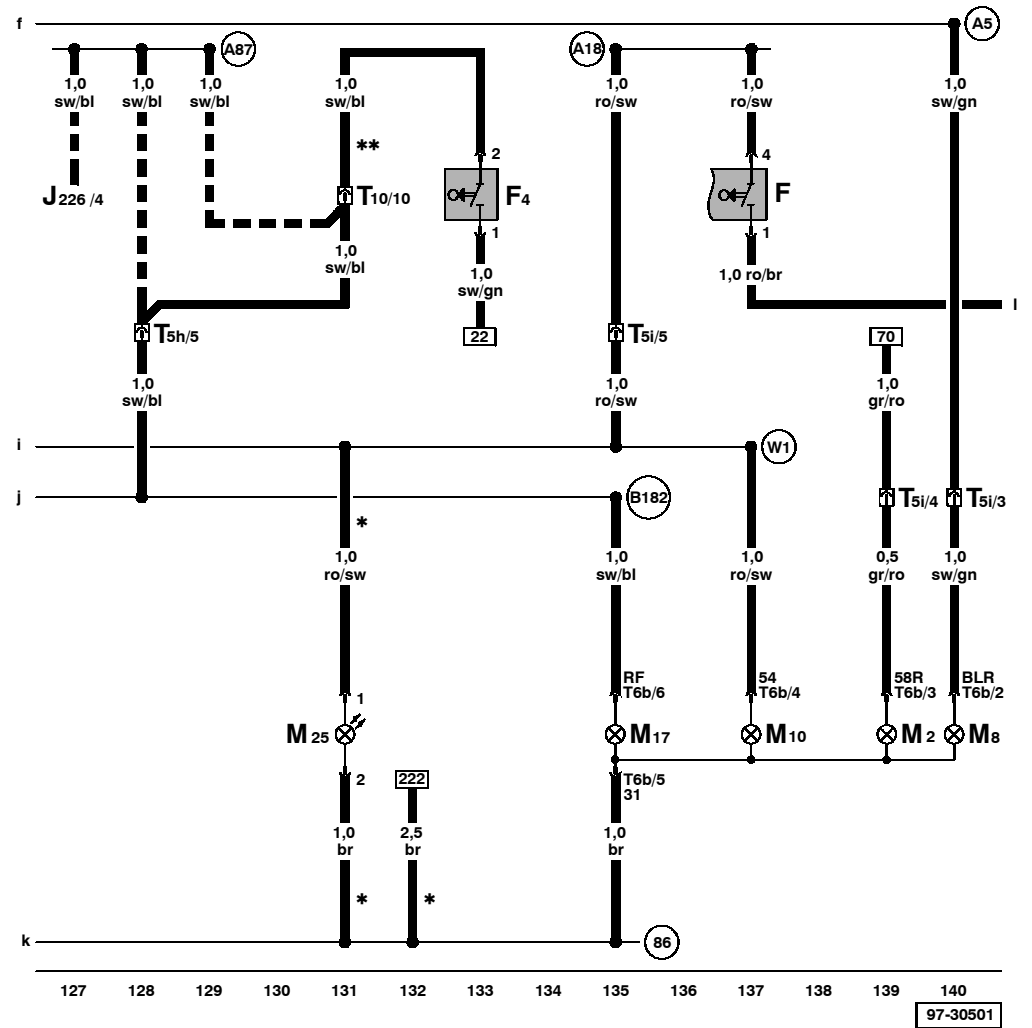 f
A5
A87
A18
1,0 1,0 1,0 1,0 1,0 1,0 1,0
sw/bl sw/bl sw/bl sw/bl ro/sw ro/sw sw/gn
**
2
4
J226 /4
T10/10
F4
F
1
1
1,0
sw/bl
1,0
sw/gn
1,0 ro/br
l
T5h/5
22
T5i/5
70
1,0 1,0 1,0
sw/bl ro/sw gr/ro
i
W1
j
B182
T5i/4
T5i/3
*
1,0 1,0 1,0 0,5 1,0
ro/sw sw/bl ro/sw gr/ro sw/gn
RF 54 58R BLR
1 T6b/6 T6b/4 T6b/3 T6b/2
M25 M17 M10 M2 M8
2
222
T6b/5
31
1,0 2,5 1,0
br br br
* *
k
86
127 128 129 130 131 132 133 134 135 136 137 138 139 140
97-30501